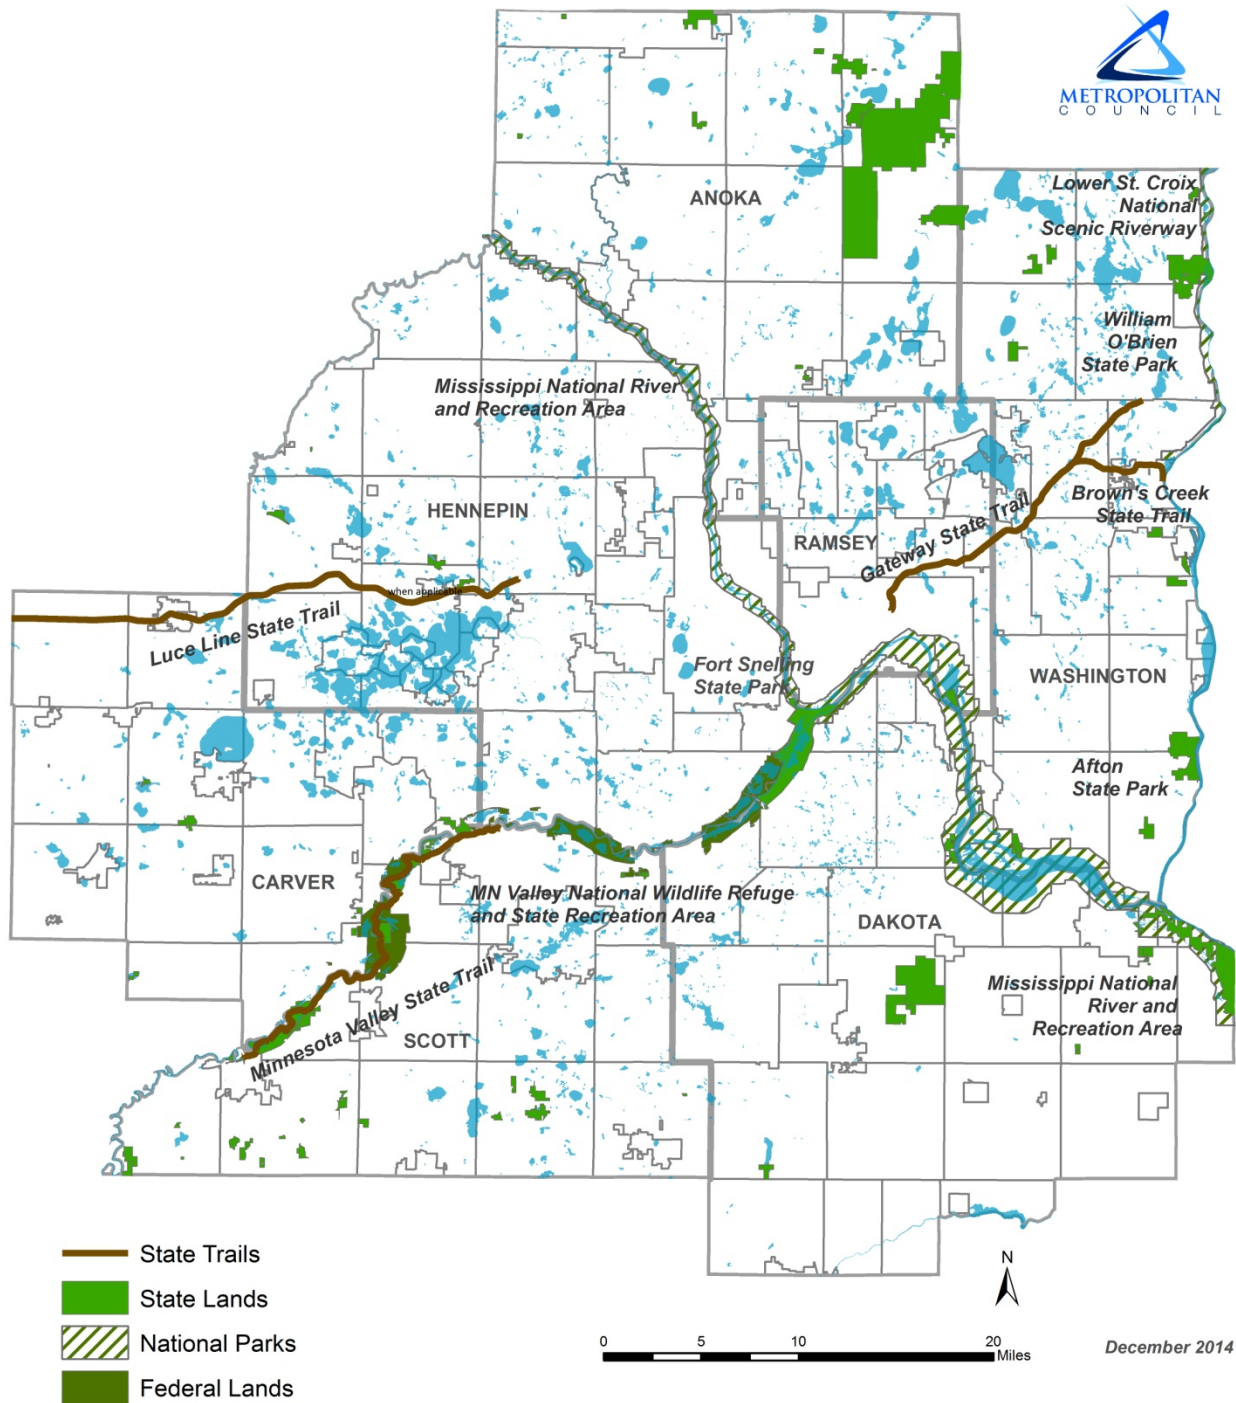 METROPOLITAN
COUNCIL
Lower St. Croix
National
Scenic Riverway
ANOKA
William
O'Brien
State Park
Mississippi National River
and Recreation Area
HENNEPIN
Brown's Creek
State Trail
RAMSEY
Gateway State Trail
when applicable
Luce Line State Trail
Fort Snelling
State Park
WASHINGTON
Afton
State Park
CARVER
MN Valley National Wildlife Refuge
and State Recreation Area
DAKOTA
Minnesota Valley State Trail
Mississippi National
River and
Recreation Area
SCOTT
State Trails
State Lands
National Parks
Federal Lands
N
0 5 10 20
Miles
December 2014